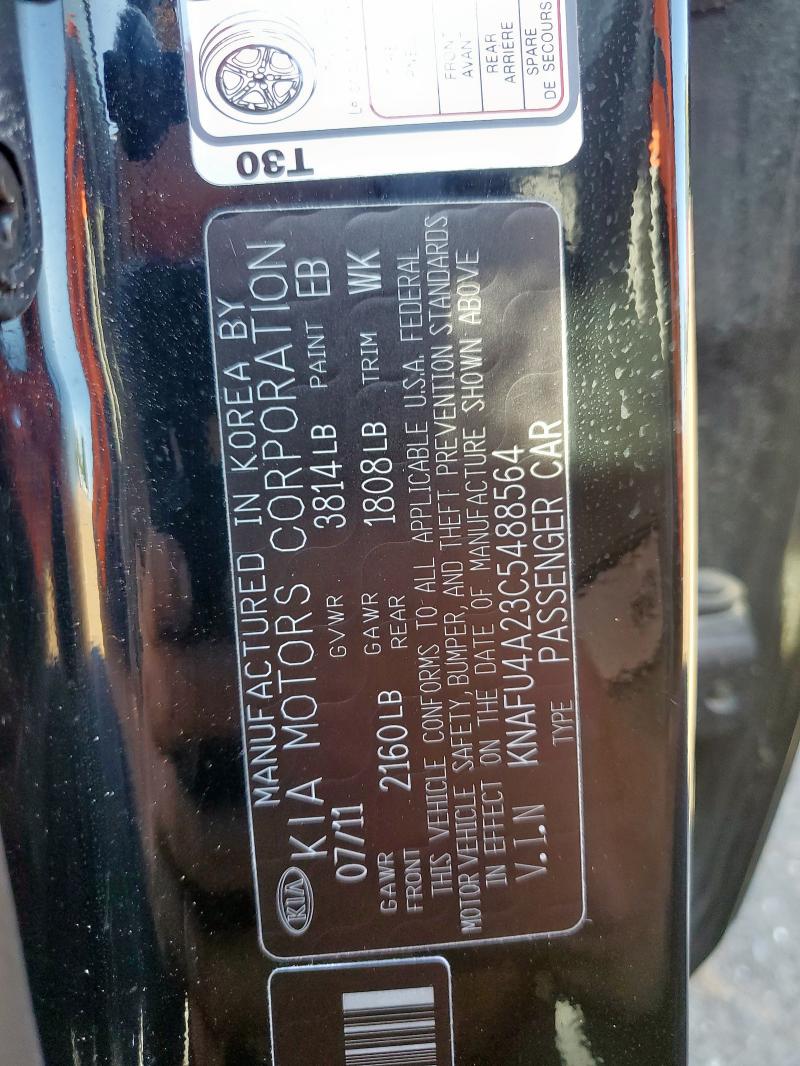 MANUFACTURED IN KOREA BY
KIA KIA MOTORS CORPORATION
07/11 GVWR 3814LB PAINT EB
GAWR FRONT 2160LB GAWR REAR 1808LB TRIM WK
THIS VEHICLE CONFORMS TO ALL APPLICABLE U.S.A. FEDERAL
MOTOR VEHICLE SAFETY, BUMPER, AND THEFT PREVENTION STANDARDS
IN EFFECT ON THE DATE OF MANUFACTURE SHOWN ABOVE
V.I.N KNAFU4A23C5488564
TYPE PASSENGER CAR
T30
FRONT
AVAN
REAR
ARRIERE
SPARE
DE SECOURS